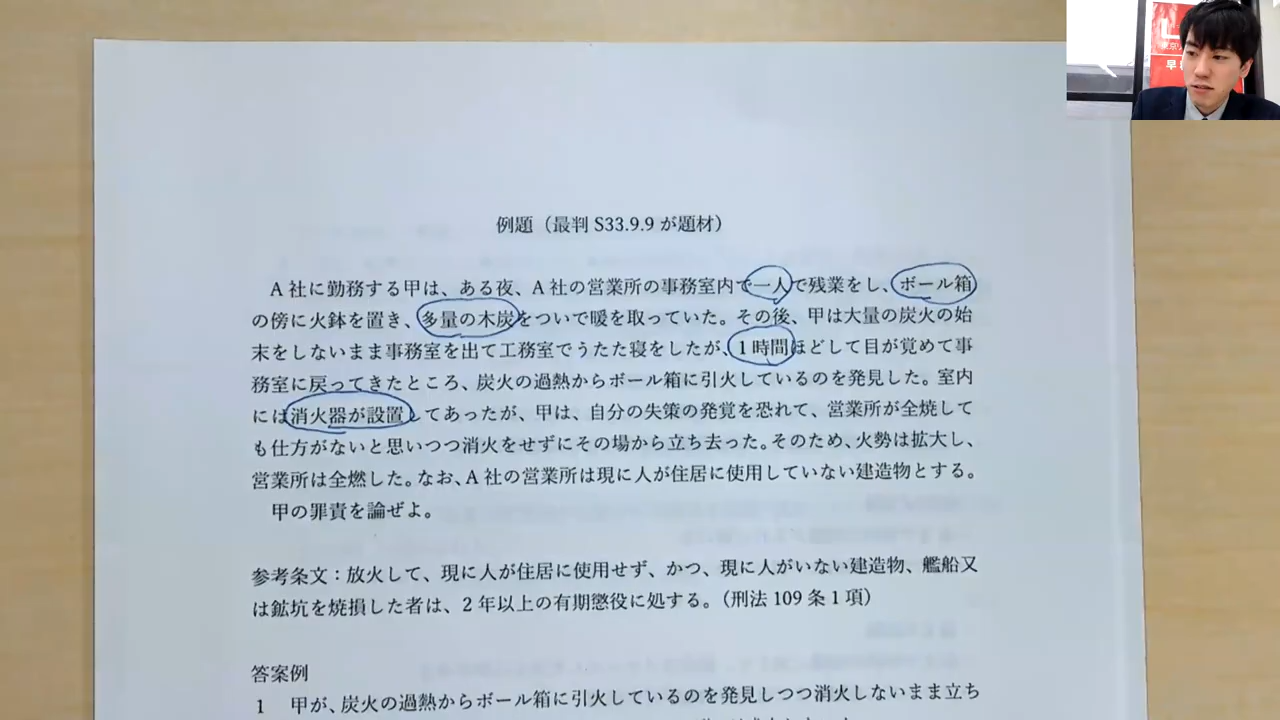 例題（最判 S33.9.9 が題材）
A 社に勤務する甲は、ある夜、A 社の営業所の事務室内で一人で残業をし、ボール箱
の傍に火鉢を置き、多量の木炭をついで暖を取っていた。その後、甲は大量の炭火の始
末をしないまま事務室を出て工務室でうたた寝をしたが、1 時間ほどして目が覚めて事
務室に戻ってきたところ、炭火の過熱からボール箱に引火しているのを発見した。室内
には消火器が設置してあったが、甲は、自分の失策の発覚を恐れて、営業所が全焼して
も仕方がないと思いつつ消火をせずにその場から立ち去った。そのため、火勢は拡大し、
営業所は全燃した。なお、A 社の営業所は現に人が住居に使用していない建造物とする。
甲の罪責を論ぜよ。
参考条文：放火して、現に人が住居に使用せず、かつ、現に人がいない建造物、艦船又
は鉱坑を焼損した者は、2 年以上の有期懲役に処する。（刑法 109 条 1 項）
答案例
1 甲が、炭火の過熱からボール箱に引火しているのを発見しつつ消火しないまま立ち